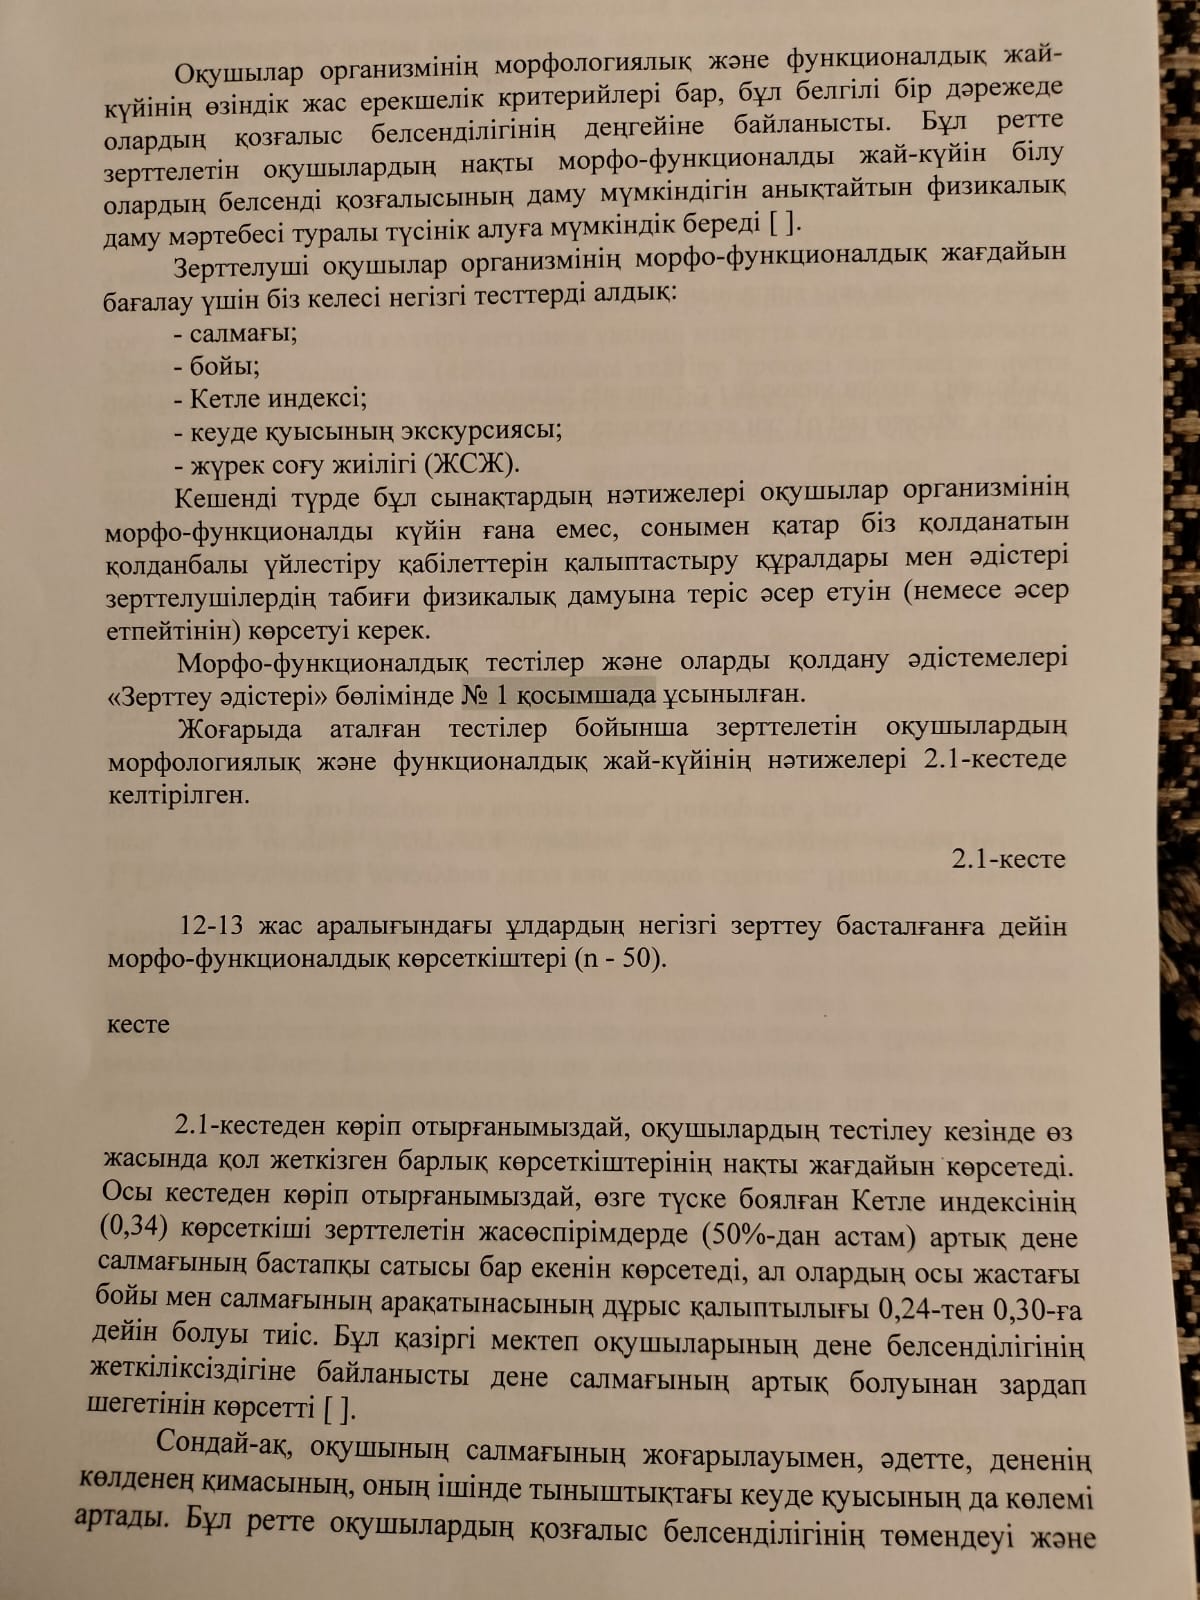 Оқушылар организмінің морфологиялық және функционалдық жай-
күйінің өзіндік жас ерекшелік критерийлері бар, бұл белгілі бір дәрежеде
олардың қозғалыс белсенділігінің деңгейіне байланысты. Бұл ретте
зерттелетін оқушылардың нақты морфо-функционалды жай-күйін білу
олардың белсенді қозғалысының даму мүмкіндігін анықтайтын физикалық
даму мәртебесі туралы түсінік алуға мүмкіндік береді [ ].
Зерттелуші оқушылар организмінің морфо-функционалдық жағдайын
бағалау үшін біз келесі негізгі тесттерді алдық:
- салмағы;
- бойы;
- Кетле индексі;
- кеуде қуысының экскурсиясы;
- жүрек соғу жиілігі (ЖСЖ).
Кешенді түрде бұл сынақтардың нәтижелері оқушылар организмінің
морфо-функционалды күйін ғана емес, сонымен қатар біз қолданатын
қолданбалы үйлестіру қабілеттерін қалыптастыру құралдары мен әдістері
зерттелушілердің табиғи физикалық дамуына теріс әсер етуін (немесе әсер
етпейтінін) көрсетуі керек.
Морфо-функционалдық тестілер және оларды қолдану әдістемелері
«Зерттеу әдістері» бөлімінде № 1 қосымшада ұсынылған.
Жоғарыда аталған тестілер бойынша зерттелетін оқушылардың
морфологиялық және функционалдық жай-күйінің нәтижелері 2.1-кестеде
келтірілген.
2.1-кесте
12-13 жас аралығындағы ұлдардың негізгі зерттеу басталғанға дейін
морфо-функционалдық көрсеткіштері (n - 50).
кесте
2.1-кестеден көріп отырғанымыздай, оқушылардың тестілеу кезінде өз
жасында қол жеткізген барлық көрсеткіштерінің нақты жағдайын көрсетеді.
Осы кестеден көріп отырғанымыздай, өзге түске боялған Кетле индексінің
(0,34) көрсеткіші зерттелетін жасөспірімдерде (50%-дан астам) артық дене
салмағының бастапқы сатысы бар екенін көрсетеді, ал олардың осы жастағы
бойы мен салмағының арақатынасының дұрыс қалыптылығы 0,24-тен 0,30-ға
дейін болуы тиіс. Бұл қазіргі мектеп оқушыларының дене белсенділігінің
жеткіліксіздігіне байланысты дене салмағының артық болуынан зардап
шегетінін көрсетті [ ].
Сондай-ақ, оқушының салмағының жоғарылауымен, әдетте, дененің
көлденең қимасының, оның ішінде тыныштықтағы кеуде қуысының да көлемі
артады. Бұл ретте оқушылардың қозғалыс белсенділігінің төмендеуі және